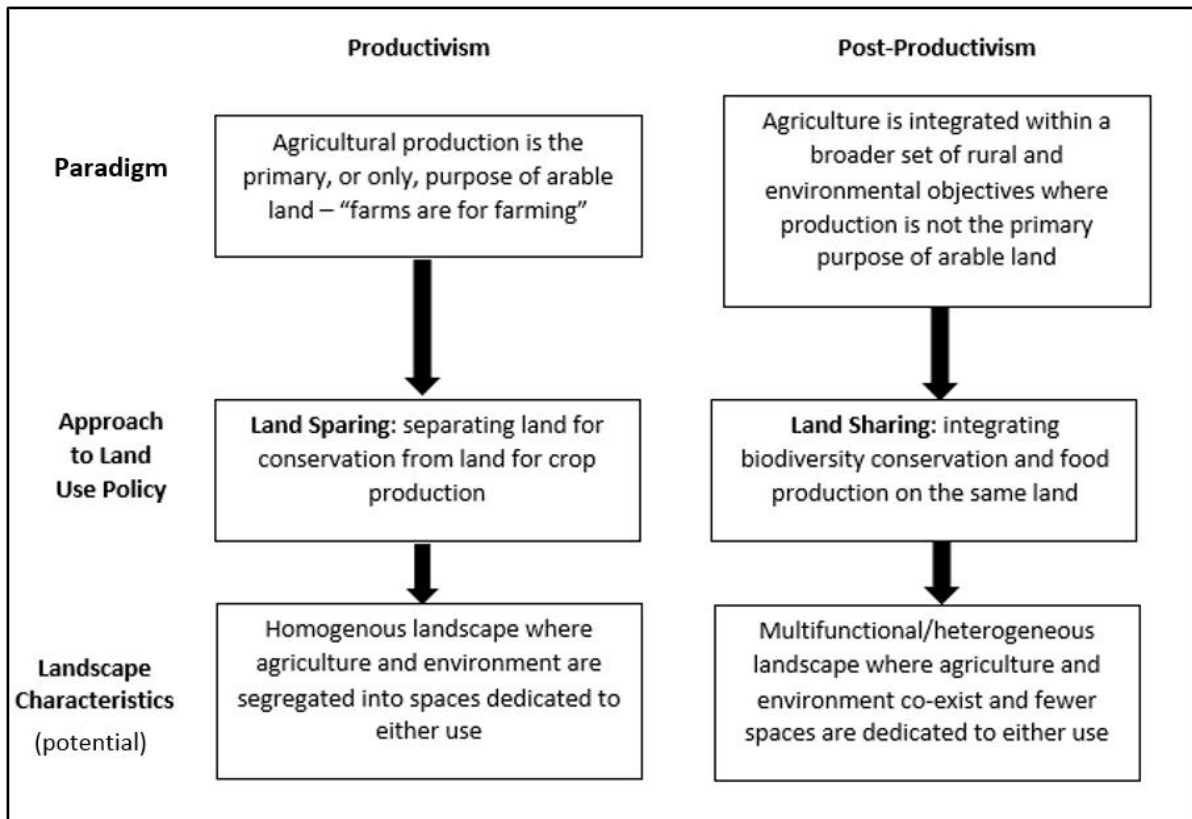 Productivism
Post-Productivism
Paradigm
Agricultural production is the
primary, or only, purpose of arable
land – “farms are for farming”
Agriculture is integrated within a
broader set of rural and
environmental objectives where
production is not the primary
purpose of arable land
Approach
to Land
Use Policy
Land Sparing: separating land for
conservation from land for crop
production
Land Sharing: integrating
biodiversity conservation and food
production on the same land
Landscape
Characteristics
(potential)
Homogenous landscape where
agriculture and environment are
segregated into spaces dedicated to
either use
Multifunctional/heterogeneous
landscape where agriculture and
environment co-exist and fewer
spaces are dedicated to either use